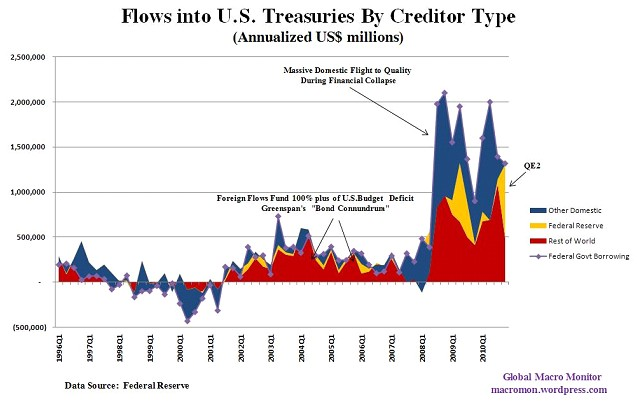 Flows into U.S. Treasuries By Creditor Type
(Annualized US$ millions)
2,500,000
2,000,000
1,500,000
1,000,000
500,000
-
(500,000)
Massive Domestic Flight to Quality
During Financial Collapse
QE2
Foreign Flows Fund 100% plus of U.S.Budget Deficit
Greenspan's "Bond Connundrum"
Other Domestic
Federal Reserve
Rest of World
Federal Govt Borrowing
1996Q1
1997Q1
1998Q1
1999Q1
2000Q1
2001Q1
2002Q1
2003Q1
2004Q1
2005Q1
2006Q1
2007Q1
2008Q1
2009Q1
2010Q1
Data Source: Federal Reserve
Global Macro Monitor
macromon.wordpress.com